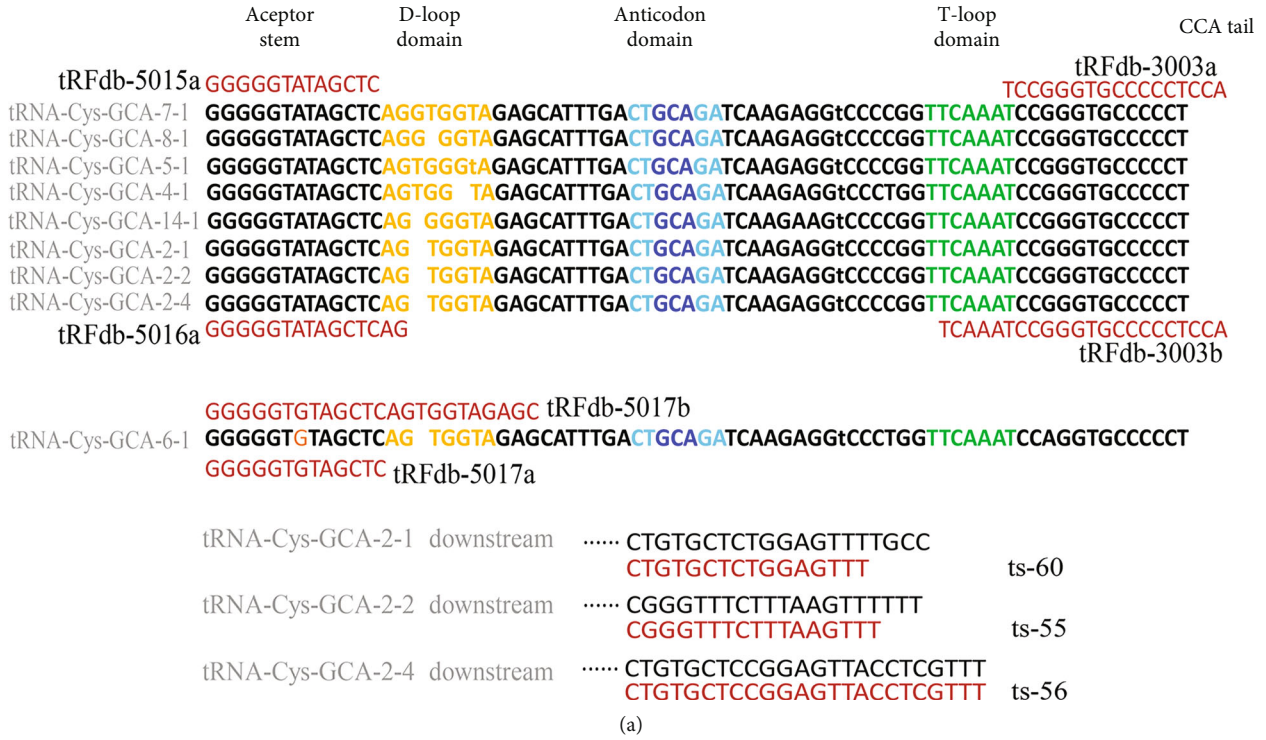 Aceptor stem D-loop domain Anticodon domain T-loop domain CCA tail
tRFdb-5015a GGGGGTATAGCTC TCCGGGTGCCCCCTCCA tRFdb-3003a
tRNA-Cys-GCA-7-1 GGGGGTATAGCTCAGGTGGTAGAGCATTTGACTGCAGATCAAGAGGtCCCCGGTTCAAATCCGGGTGCCCCCT
tRNA-Cys-GCA-8-1 GGGGGTATAGCTCAGG GGTAGAGCATTTGACTGCAGATCAAGAGGtCCCCGGTTCAAATCCGGGTGCCCCCT
tRNA-Cys-GCA-5-1 GGGGGTATAGCTCAGTGGGtAGAGCATTTGACTGCAGATCAAGAGGtCCCCGGTTCAAATCCGGGTGCCCCCT
tRNA-Cys-GCA-4-1 GGGGGTATAGCTCAGTGG TAGAGCATTTGACTGCAGATCAAGAGGtCCCTGGTTCAAATCCGGGTGCCCCCT
tRNA-Cys-GCA-14-1 GGGGGTATAGCTCAG GGGTAGAGCATTTGACTGCAGATCAAGAAGtCCCCGGTTCAAATCCGGGTGCCCCCT
tRNA-Cys-GCA-2-1 GGGGGTATAGCTCAG TGGTAGAGCATTTGACTGCAGATCAAGAGGtCCCCGGTTCAAATCCGGGTGCCCCCT
tRNA-Cys-GCA-2-2 GGGGGTATAGCTCAG TGGTAGAGCATTTGACTGCAGATCAAGAGGtCCCCGGTTCAAATCCGGGTGCCCCCT
tRNA-Cys-GCA-2-4 GGGGGTATAGCTCAG TGGTAGAGCATTTGACTGCAGATCAAGAGGtCCCCGGTTCAAATCCGGGTGCCCCCT
tRFdb-5016a GGGGGTATAGCTCAG TCAAATCCGGGTGCCCCCTCCA tRFdb-3003b
GGGGGTGTAGCTCAGTGGTAGAGC tRFdb-5017b
tRNA-Cys-GCA-6-1 GGGGGTGTAGCTCAG TGGTAGAGCATTTGACTGCAGATCAAGAGGtCCCTGGTTCAAATCCAGGTGCCCCCT
GGGGGTGTAGCTC tRFdb-5017a
tRNA-Cys-GCA-2-1 downstream ······ CTGTGCTCTGGAGTTTTGCC
CTGTGCTCTGGAGTTT ts-60
tRNA-Cys-GCA-2-2 downstream ······ CGGGTTTCTTTAAGTTTTTT
CGGGTTTCTTTAAGTTT ts-55
tRNA-Cys-GCA-2-4 downstream ······ CTGTGCTCCGGAGTTACCTCGTTT
CTGTGCTCCGGAGTTACCTCGTTT ts-56
(a)